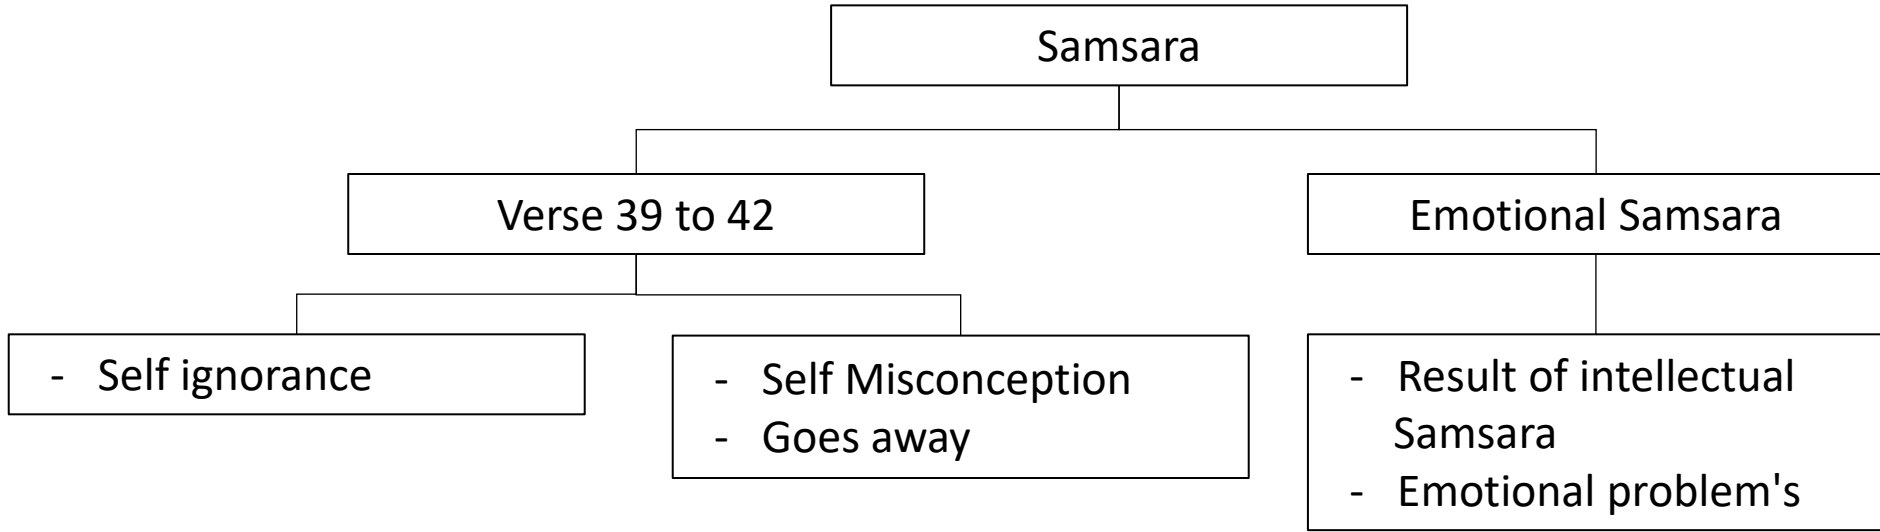 Samsara
Verse 39 to 42
Emotional Samsara
- Self ignorance
- Self Misconception
- Goes away
- Result of intellectual
Samsara
- Emotional problem's